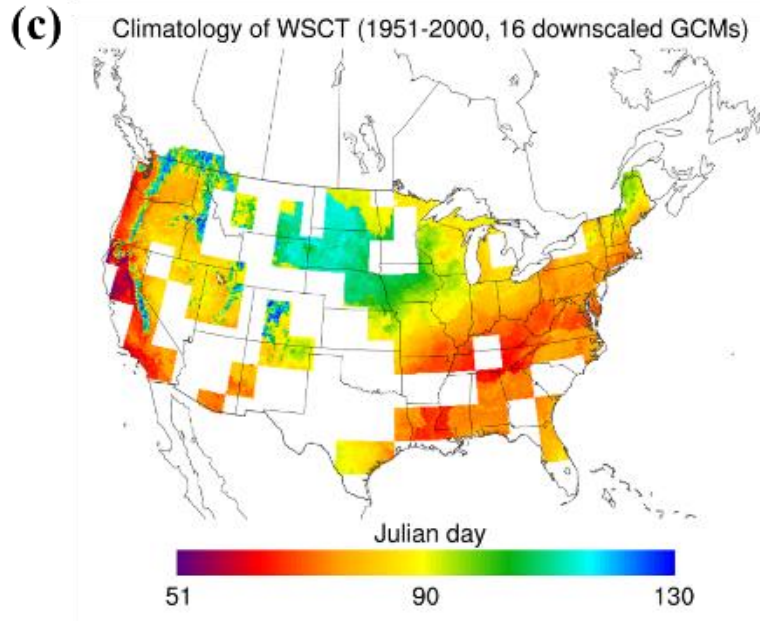 (c) Climatology of WSCT (1951-2000, 16 downscaled GCMs)
Julian day
51 90 130